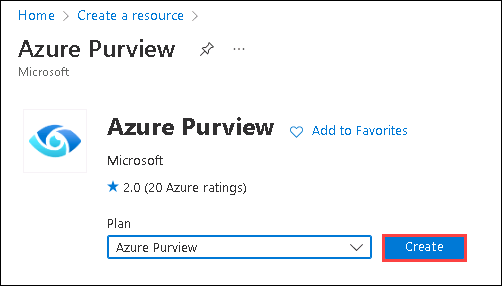 Home > Create a resource >
Azure Purview
Microsoft
Azure Purview
Add to Favorites
Microsoft
★ 2.0 (20 Azure ratings)
Plan
Azure Purview
Create